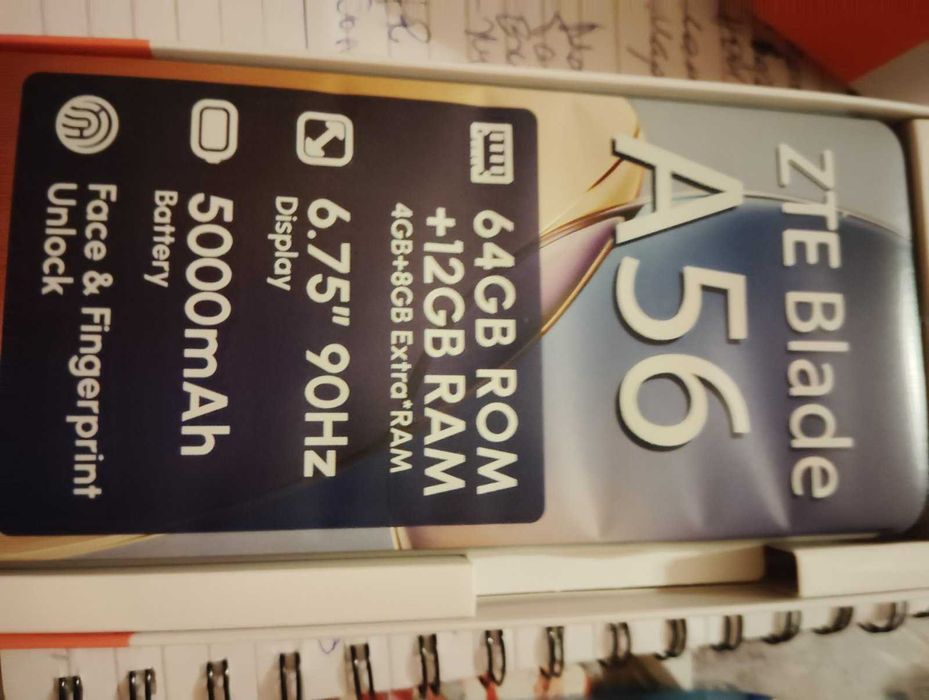 ZTE Blade
A56
64GB ROM
+12GB RAM
4GB+8GB Extra*RAM
6.75" 90Hz
Display
5000mAh
Battery
Face & Fingerprint
Unlock